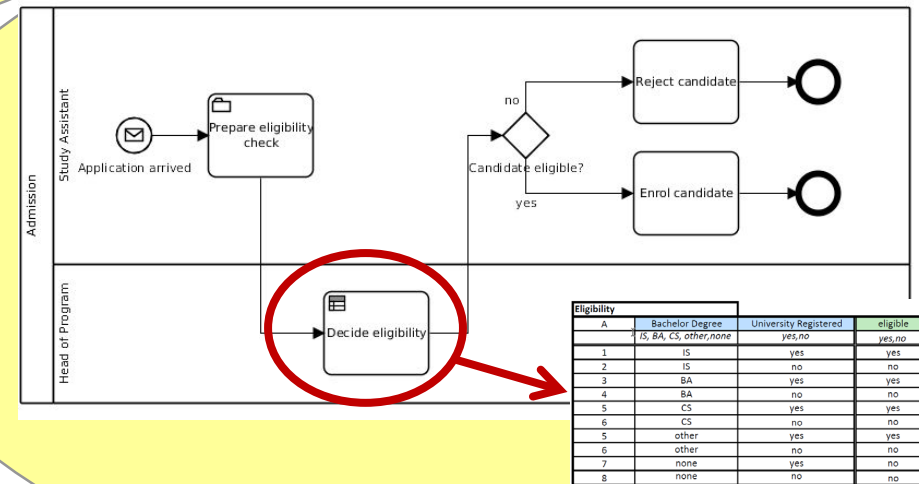 Admission
Study Assistant
Application arrived
Prepare eligibility
check
no
Candidate eligible?
yes
Reject candidate
Enrol candidate
Head of Program
Decide eligibility
Eligibility
A Bachelor Degree University Registered eligible
IS, BA, CS, other,none yes,no yes,no
1 IS yes yes
2 IS no no
3 BA yes yes
4 BA no no
5 CS yes yes
6 CS no no
5 other yes yes
6 other no no
7 none yes no
8 none no no